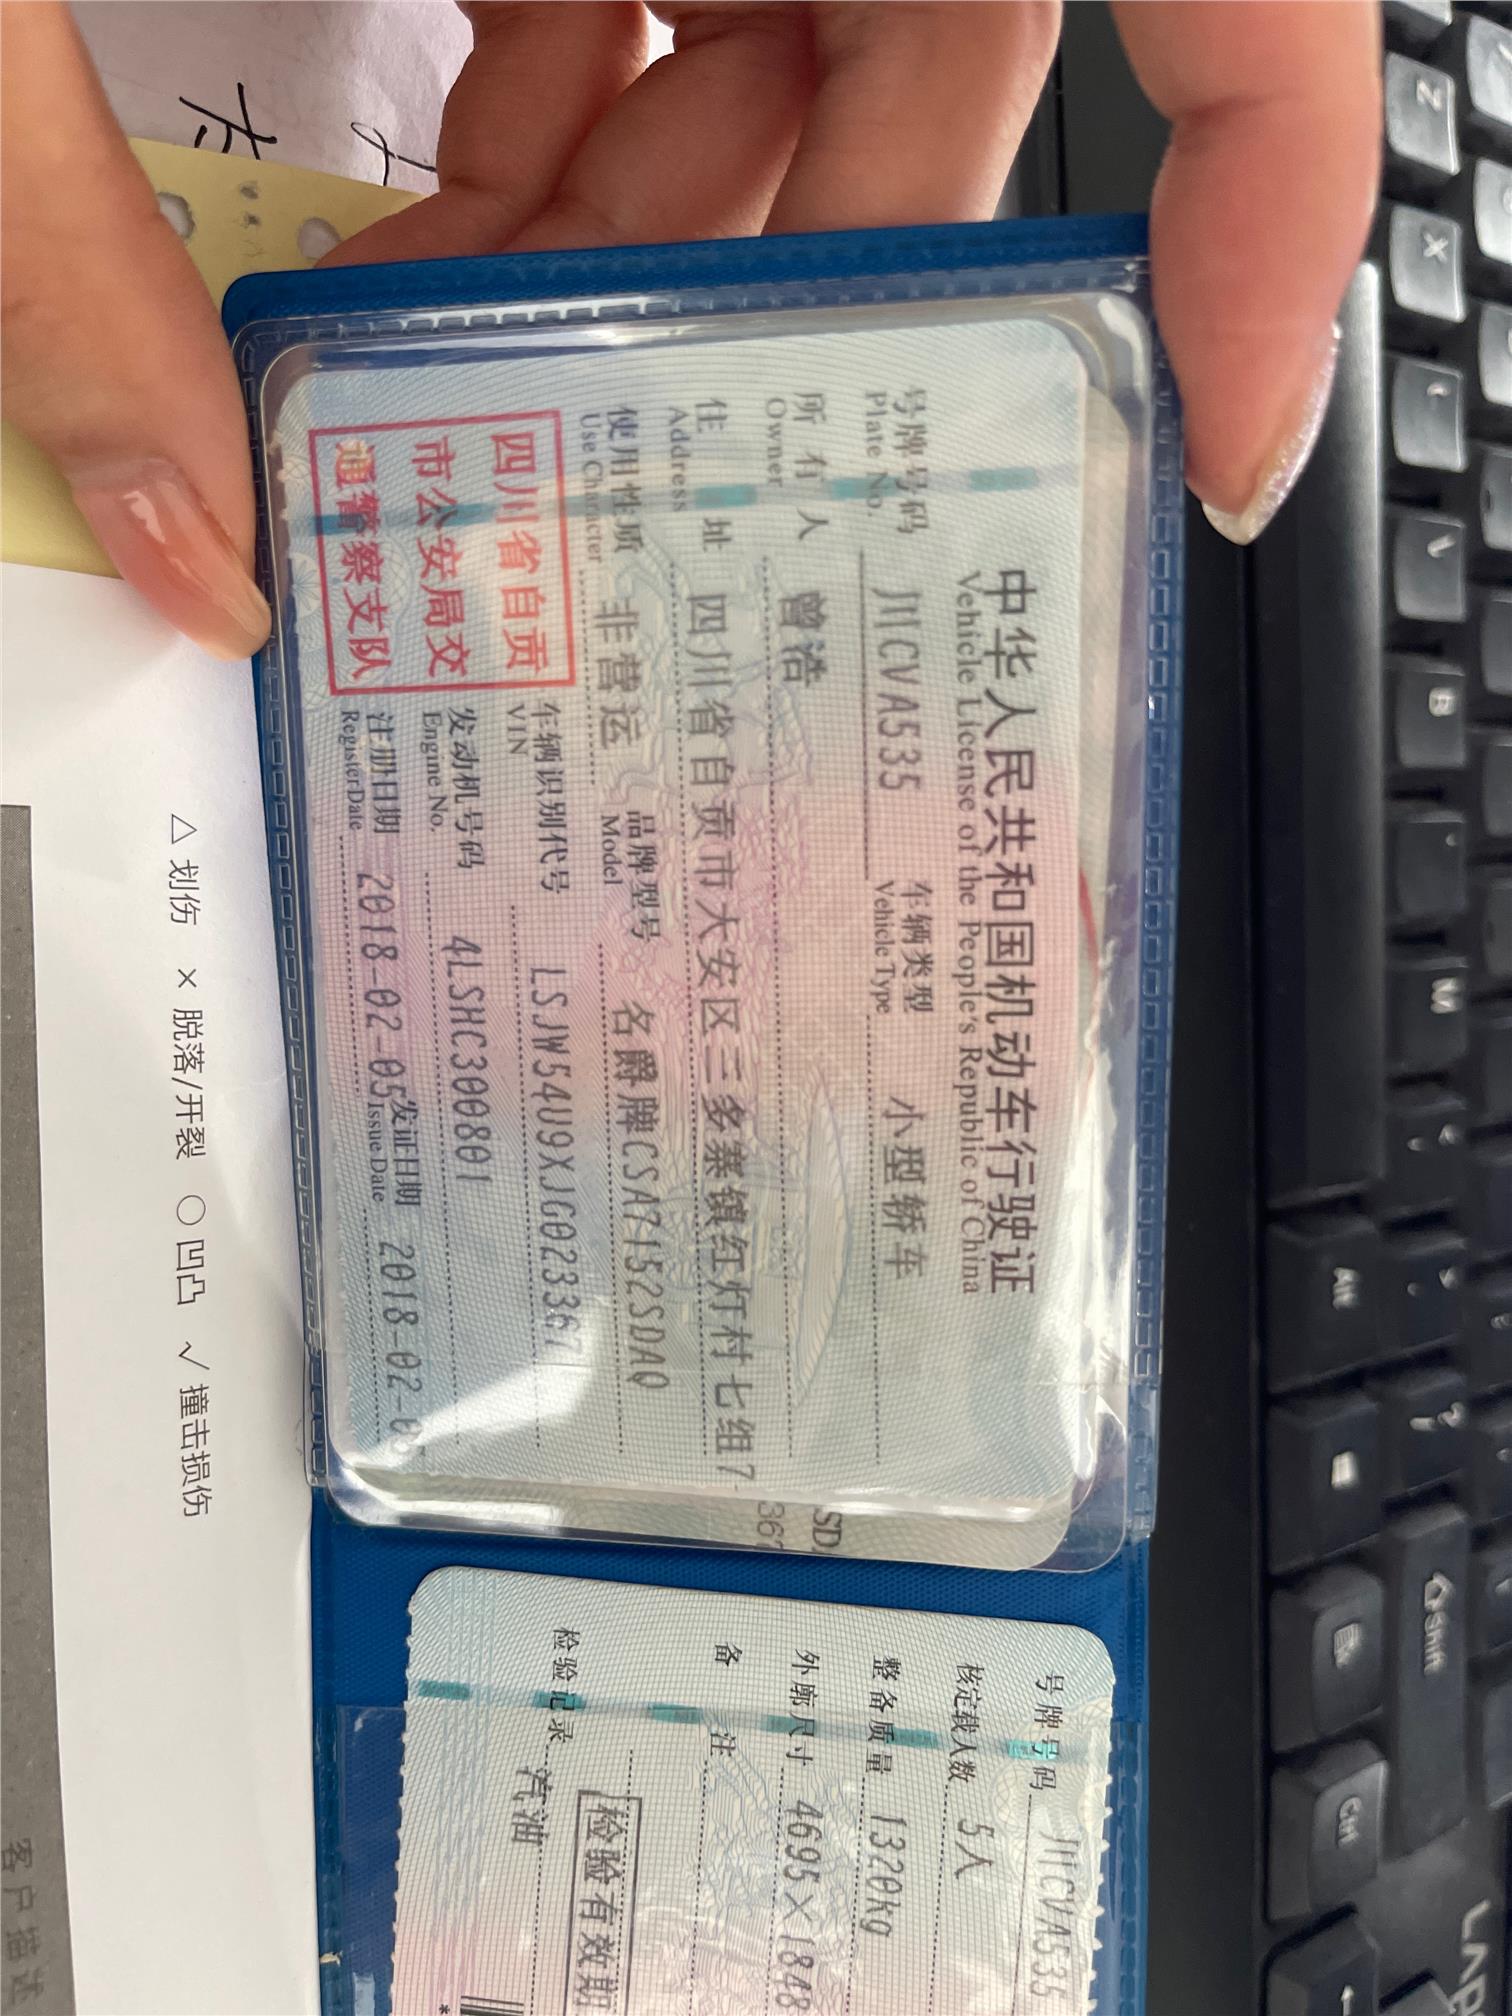 中华人民共和国机动车行驶证
Vehicle License of the People's Republic of China
号牌号码 川CVA535 车辆类型 小型轿车
Plate No. Vehicle Type
所有人 曾浩
Owner
住址 四川省自贡市大安区三多寨镇红灯村七组7
Address
使用性质 非营运 品牌型号 名爵牌CSA7152SDAQ
Use Character Model
四川省自贡
市公安局交
通警察支队
车辆识别代号 LSJW54U9XJG023367
VIN
发动机号码 4LSHC300801
Engine No.
注册日期 2018-02-05 发证日期 2018-02-0
Register Date Issue Date
SD
367
号牌号码 川CVA535
核定载人数 5人
整备质量 1320kg
外廓尺寸 4695×1848
备注
检验有效期
检验记录 汽油
△ 划伤 × 脱落/开裂 ○ 凹凸 √ 撞击损伤
客户描述
Z
X
C
V
B
M
Alt
Shift
Ctrl